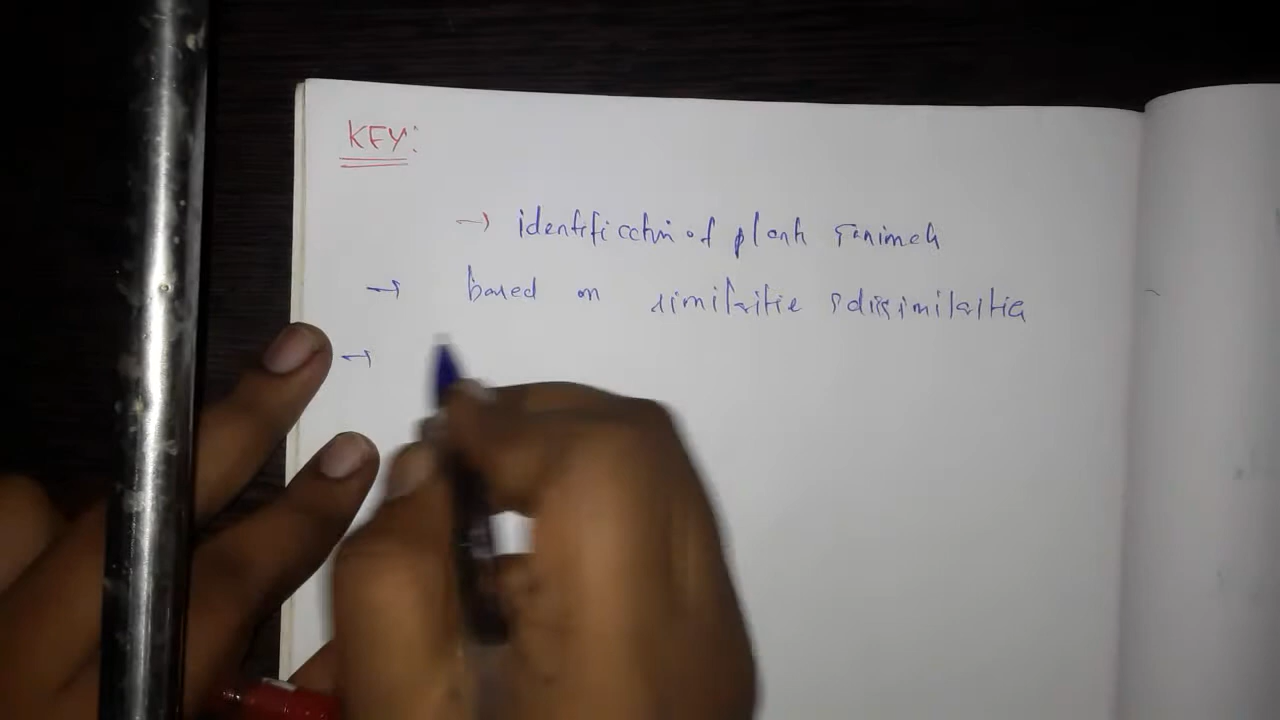 KEY:
→ identification of plants & animals
→ based on similarities & dissimilarities
→